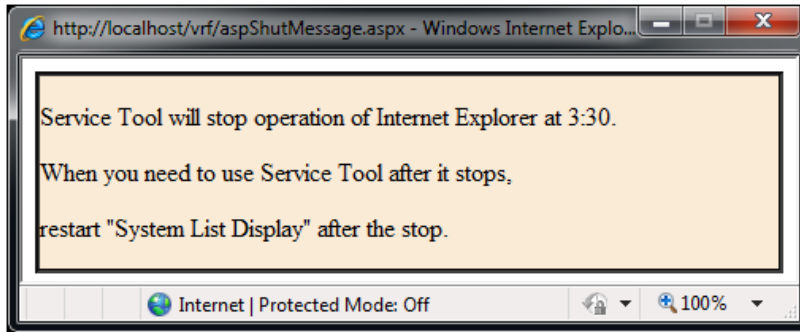 http://localhost/vrf/aspShutMessage.aspx - Windows Internet Explo...
Service Tool will stop operation of Internet Explorer at 3:30.
When you need to use Service Tool after it stops,
restart "System List Display" after the stop.
Internet | Protected Mode: Off
100%